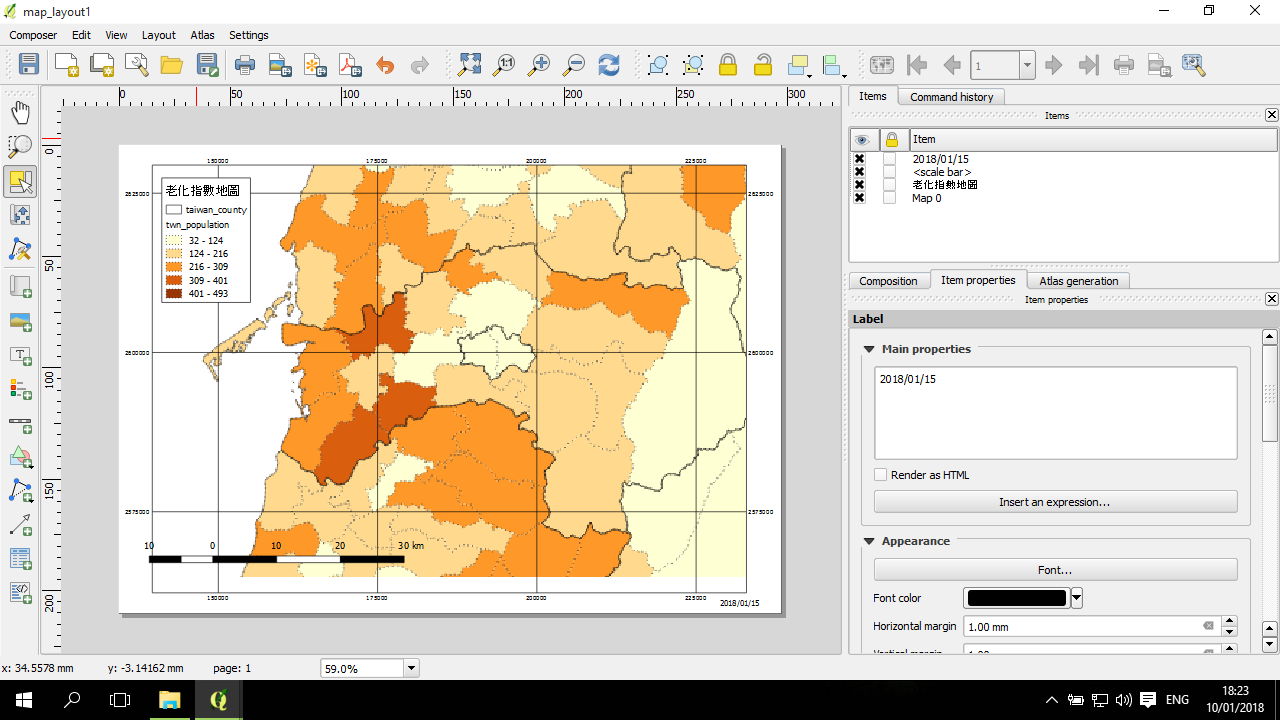 map_layout1
Composer Edit View Layout Atlas Settings
1:1
1
0 50 100 150 200 250 300
0
50
100
150
200
150000 175000 200000 225000
2625000 2625000
2600000 2600000
2575000 2575000
150000 175000 200000 225000
老化指數地圖
taiwan_county
twn_population
32 - 124
124 - 216
216 - 309
309 - 401
401 - 493
10 0 10 20 30 km
2018/01/15
Items Command history
Items
Item
2018/01/15
<scale bar>
老化指數地圖
Map 0
Composition Item properties Atlas generation
Item properties
Label
Main properties
2018/01/15
Render as HTML
Insert an expression...
Appearance
Font...
Font color
Horizontal margin 1.00 mm
x: 34.5578 mm y: -3.14162 mm page: 1 59.0%
ENG
18:23
10/01/2018